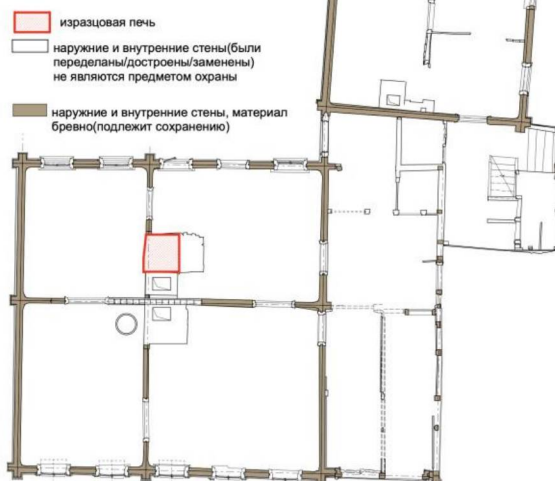 изразцовая печь
наружние и внутренние стены(были
переделаны/достроены/заменены)
не являются предметом охраны
наружние и внутренние стены, материал
бревно(подлежит сохранению)